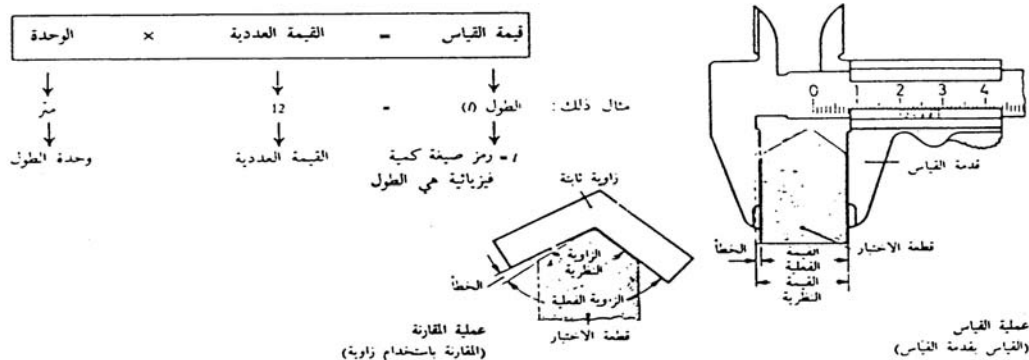 قيمة القياس = القيمة العددية × الوحدة
مثال ذلك : الطول (l) = 12 متر
l = رمز صيغة كمية القيمة العددية وحدة الطول
فيزيائية هي الطول
زاوية ثابتة
الزاوية
النظرية
الخطأ
الزاوية الفعلية
قطعة الاختبار
عملية المقارنة
(المقارنة باستخدام زاوية)
0 1 2 3 4
قدمة القياس
قطعة الاختبار
الخطأ
القيمة
الفعلية
القيمة
النظرية
عملية القياس
(القياس بقدمة القياس)